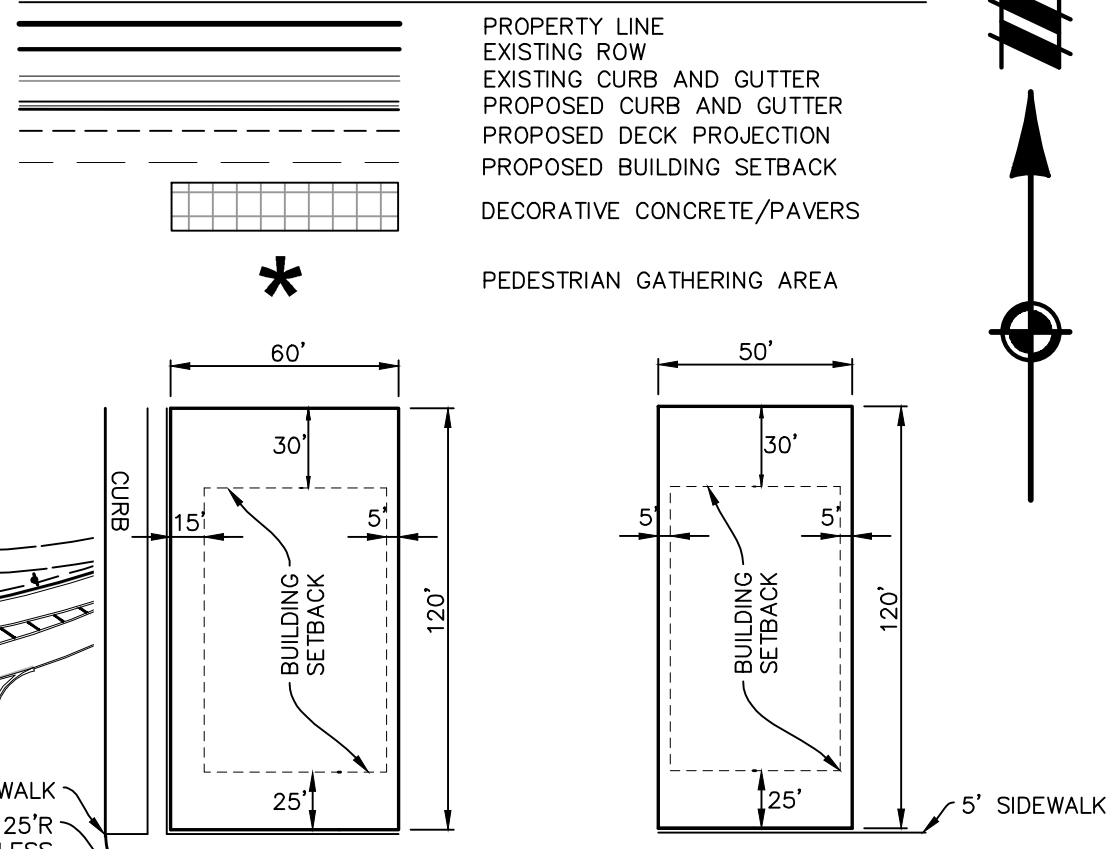 PROPERTY LINE
EXISTING ROW
EXISTING CURB AND GUTTER
PROPOSED CURB AND GUTTER
PROPOSED DECK PROJECTION
PROPOSED BUILDING SETBACK
DECORATIVE CONCRETE/PAVERS
*
PEDESTRIAN GATHERING AREA
60'
50'
30'
30'
CURB
15'
5'
5'
5'
BUILDING
SETBACK
120'
BUILDING
SETBACK
120'
25'
25'
WALK
25'R
LESS
5' SIDEWALK